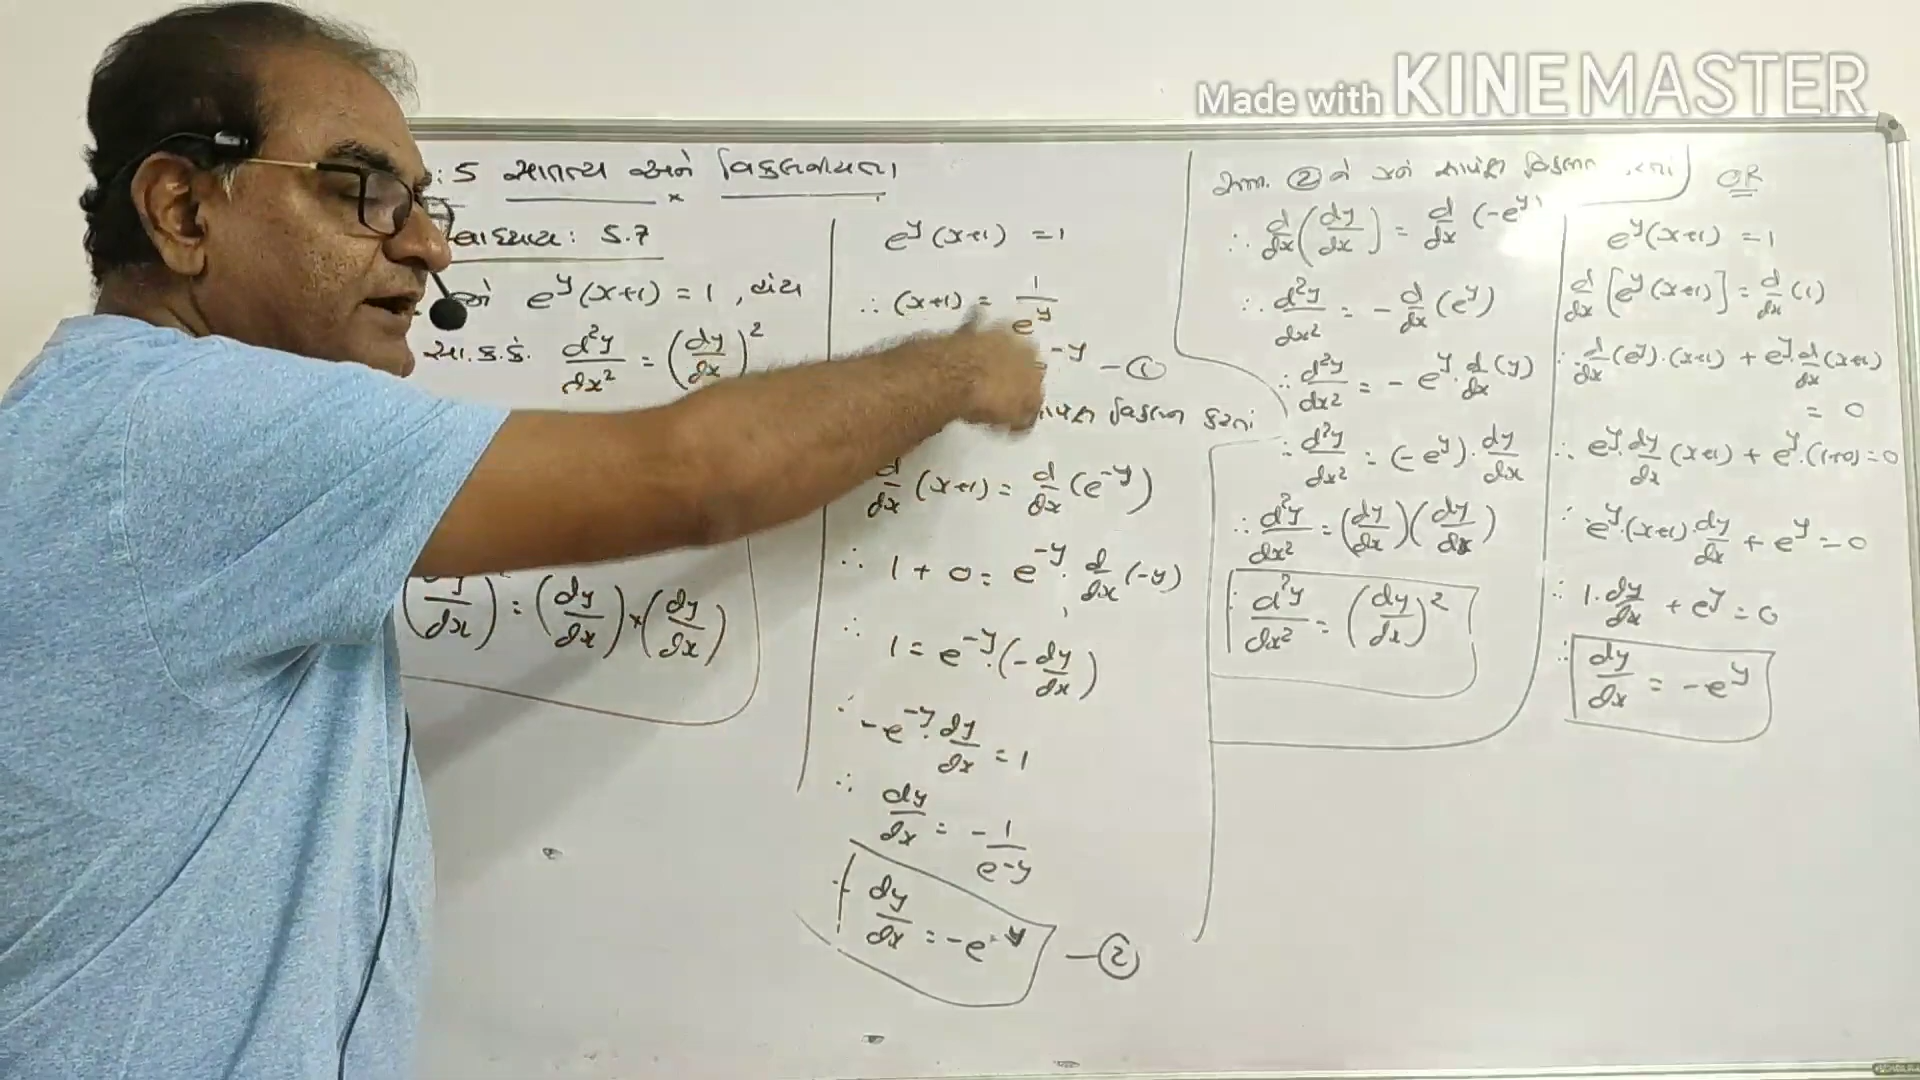 Made with KINEMASTER
: 5 સાતત્ય અને વિકલનીયતા
સ્વાધ્યાય : 5.7
e^y (x+1) = 1 , હોય
સા.ક.કે. d²y/dx² = (dy/dx)²
(dy/dx)² = (dy/dx) × (dy/dx)
e^y (x+1) = 1
∴ (x+1) = 1/e^y
-y — ①
સાપેક્ષ વિકલન કરતાં
d/dx (x+1) = d/dx (e^-y)
∴ 1 + 0 = e^-y . d/dx (-y)
∴ 1 = e^-y . (- dy/dx)
∴ -e^-y . dy/dx = 1
∴ dy/dx = - 1/e^-y
∴ dy/dx = -e^y — ②
② ને સાપેક્ષ વિકલન કરતાં
∴ d/dx (dy/dx) = d/dx (-e^y)
∴ d²y/dx² = - d/dx (e^y)
∴ d²y/dx² = - e^y . d/dx (y)
∴ d²y/dx² = (-e^y) . dy/dx
∴ d²y/dx² = (dy/dx) (dy/dx)
∴ d²y/dx² = (dy/dx)²
OR
e^y (x+1) = 1
d/dx [e^y (x+1)] = d/dx (1)
∴ d/dx (e^y) . (x+1) + e^y . d/dx (x+1)
= 0
∴ e^y . dy/dx (x+1) + e^y . (1+0) = 0
∴ e^y . (x+1) . dy/dx + e^y = 0
∴ 1 . dy/dx + e^y = 0
∴ dy/dx = -e^y